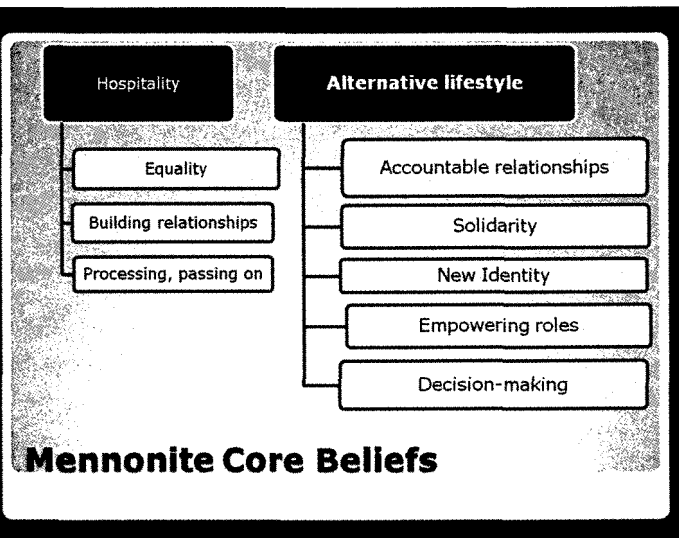 Hospitality
Equality
Building relationships
Processing, passing on
Alternative lifestyle
Accountable relationships
Solidarity
New Identity
Empowering roles
Decision-making
Mennonite Core Beliefs